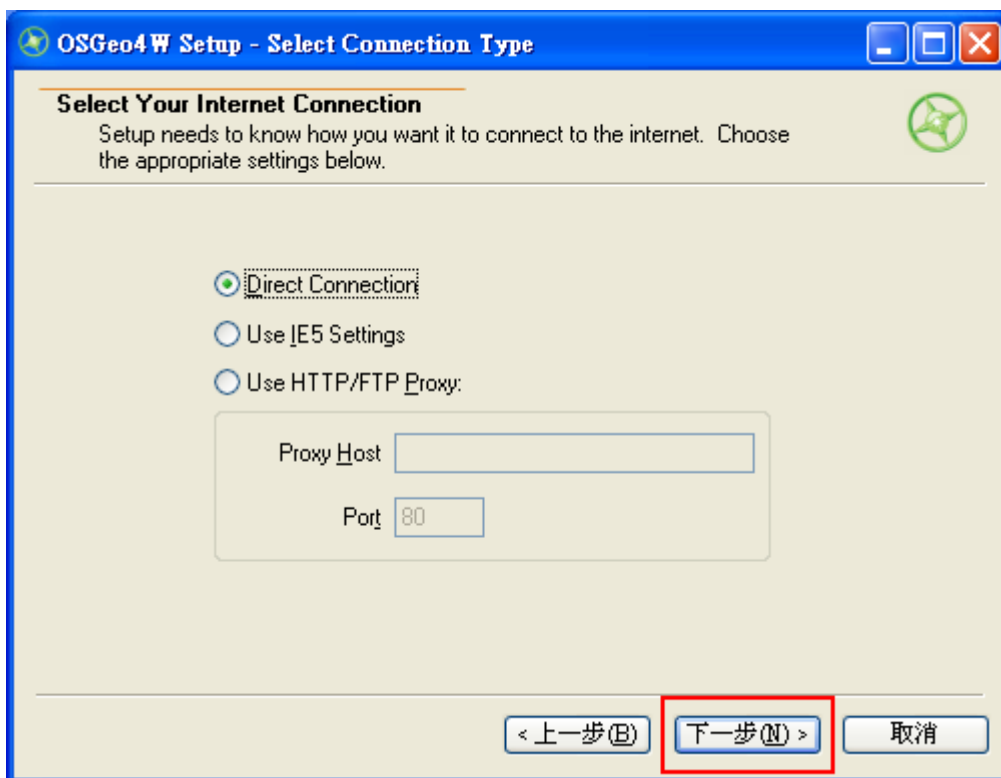 OSGeo4W Setup - Select Connection Type
Select Your Internet Connection
Setup needs to know how you want it to connect to the internet. Choose
the appropriate settings below.
Direct Connection
Use IE5 Settings
Use HTTP/FTP Proxy:
Proxy Host
Port 80
< 上一步(B) 下一步(N) > 取消